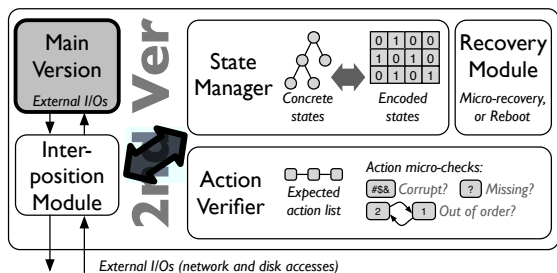 Main
Version
External I/Os
Inter-
position
Module
2nd Ver
State
Manager
Concrete
states
0 1 0 0
1 0 1 0
0 1 0 1
Encoded
states
Recovery
Module
Micro-recovery,
or Reboot
Action
Verifier
Expected
action list
Action micro-checks:
#$& Corrupt? ? Missing?
2 1 Out of order?
External I/Os (network and disk accesses)